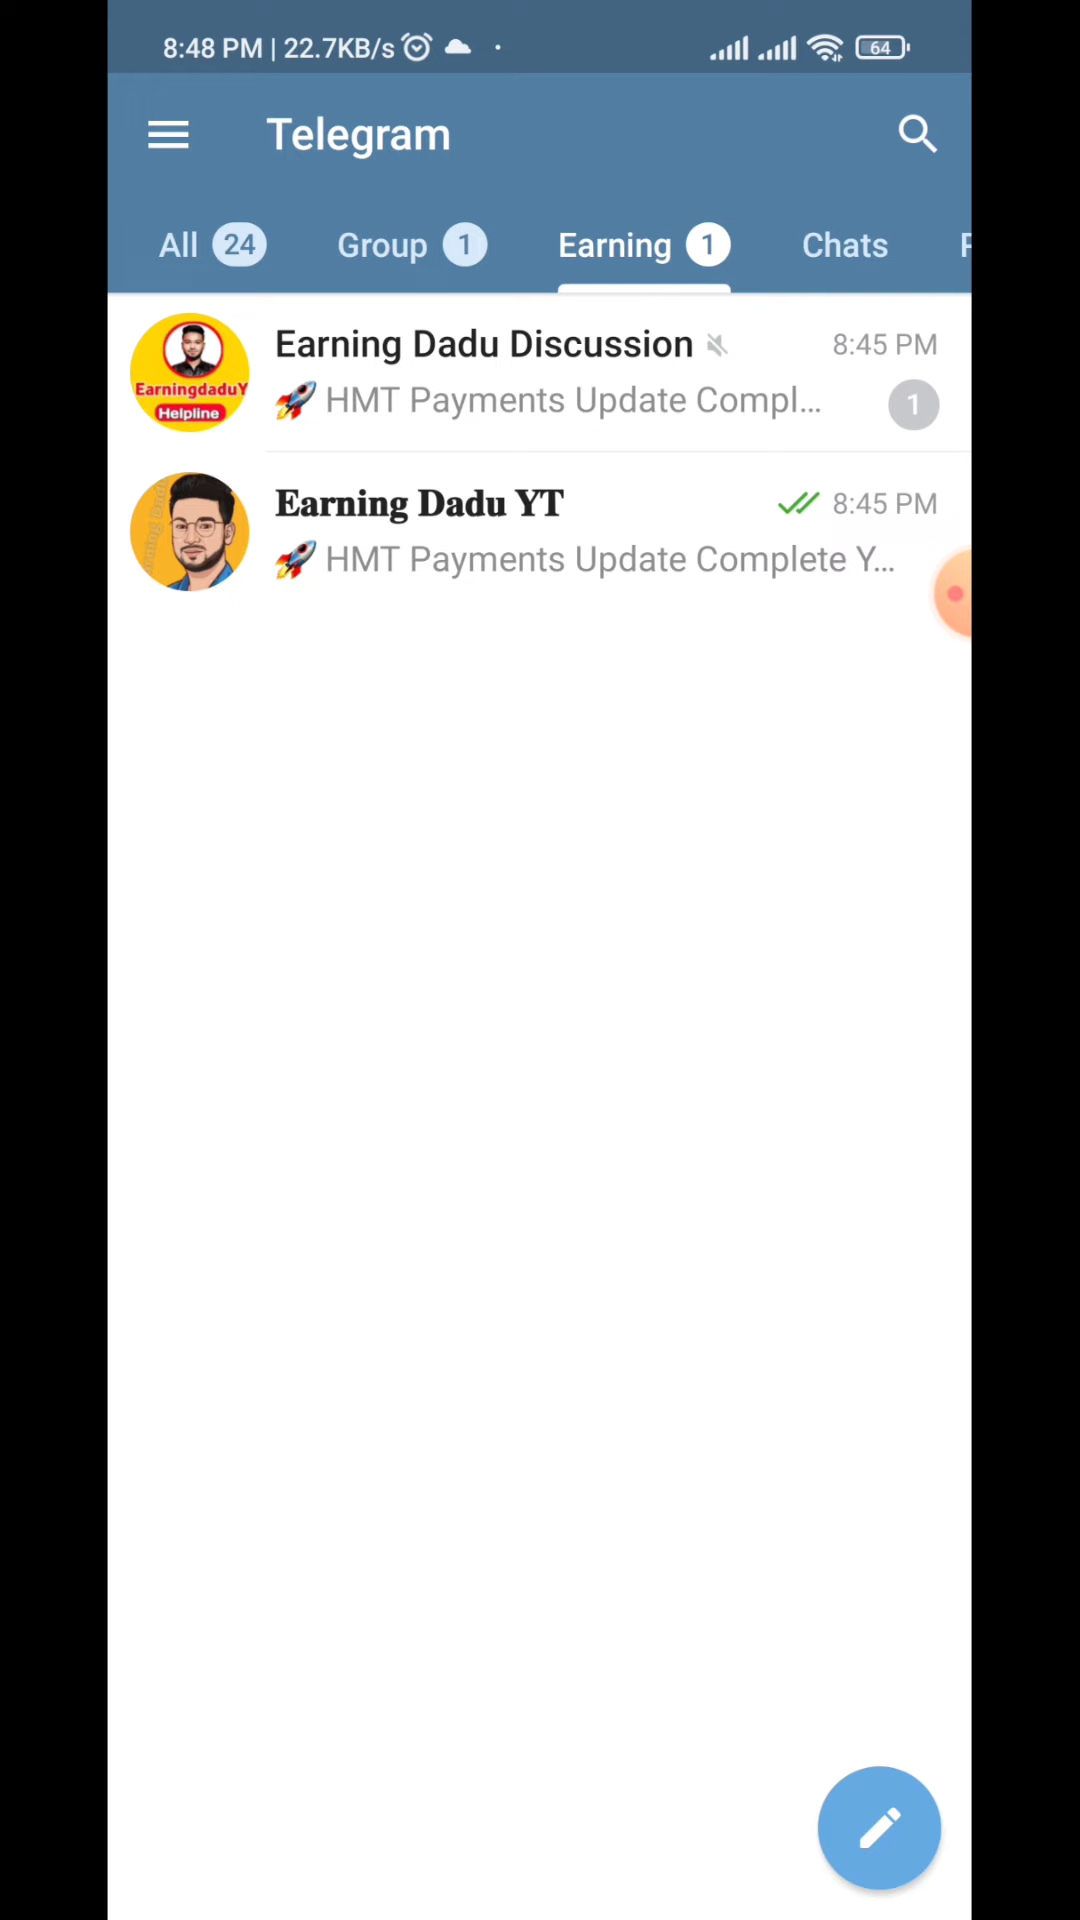 8:48 PM | 22.7KB/s 64
Telegram
All 24 Group 1 Earning 1 Chats
Earning Dadu Discussion 8:45 PM
🚀 HMT Payments Update Compl... 1
EarningdaduY
Helpline
Earning Dadu YT 8:45 PM
🚀 HMT Payments Update Complete Y...